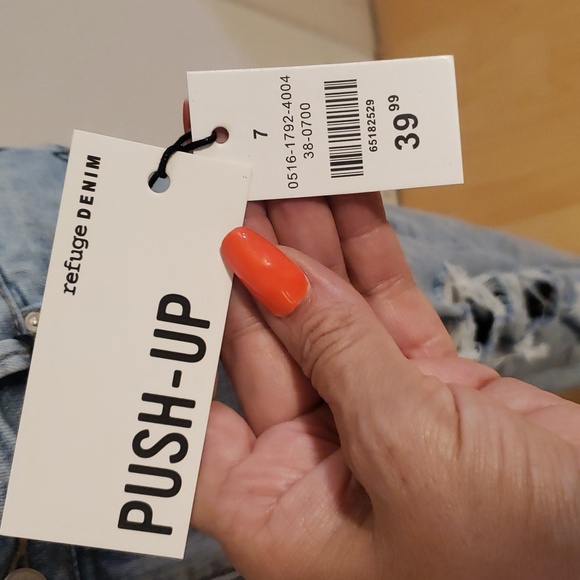 refuge DENIM
PUSH-UP
7
0516-1792-4004
38-0700
65182529
39 99